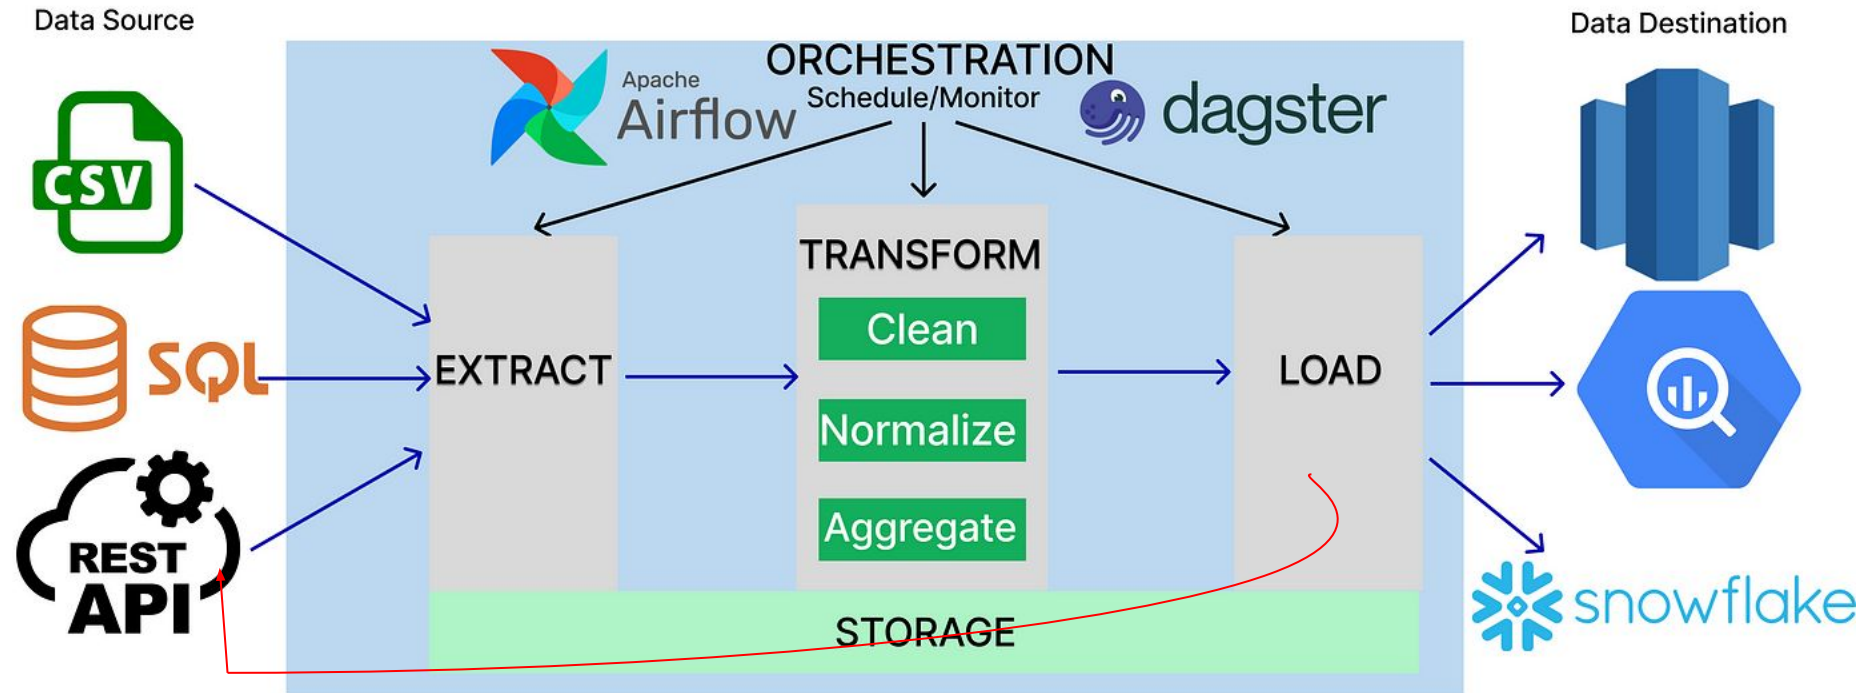 Data Source
Data Destination
ORCHESTRATION
Schedule/Monitor
Apache
Airflow
dagster
CSV
SQL
REST
API
EXTRACT
TRANSFORM
Clean
Normalize
Aggregate
LOAD
STORAGE
snowflake